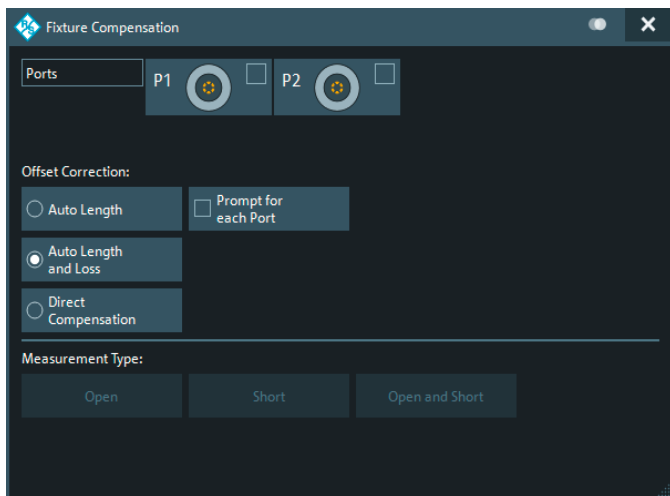 Fixture Compensation
Ports
P1
P2
Offset Correction:
Auto Length
Prompt for
each Port
Auto Length
and Loss
Direct
Compensation
Measurement Type:
Open
Short
Open and Short